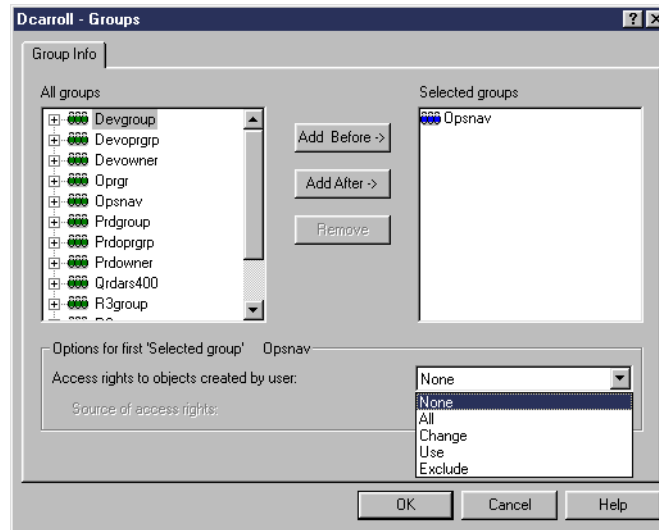 Dcarroll - Groups
Group Info
All groups
Devgroup
Devoprgrp
Devowner
Oprgr
Opsnav
Prdgroup
Prdoprgrp
Prdowner
Qrdars400
R3group
Add Before ->
Add After ->
Remove
Selected groups
Opsnav
Options for first 'Selected group' Opsnav
Access rights to objects created by user:
None
Source of access rights:
None
All
Change
Use
Exclude
OK
Cancel
Help